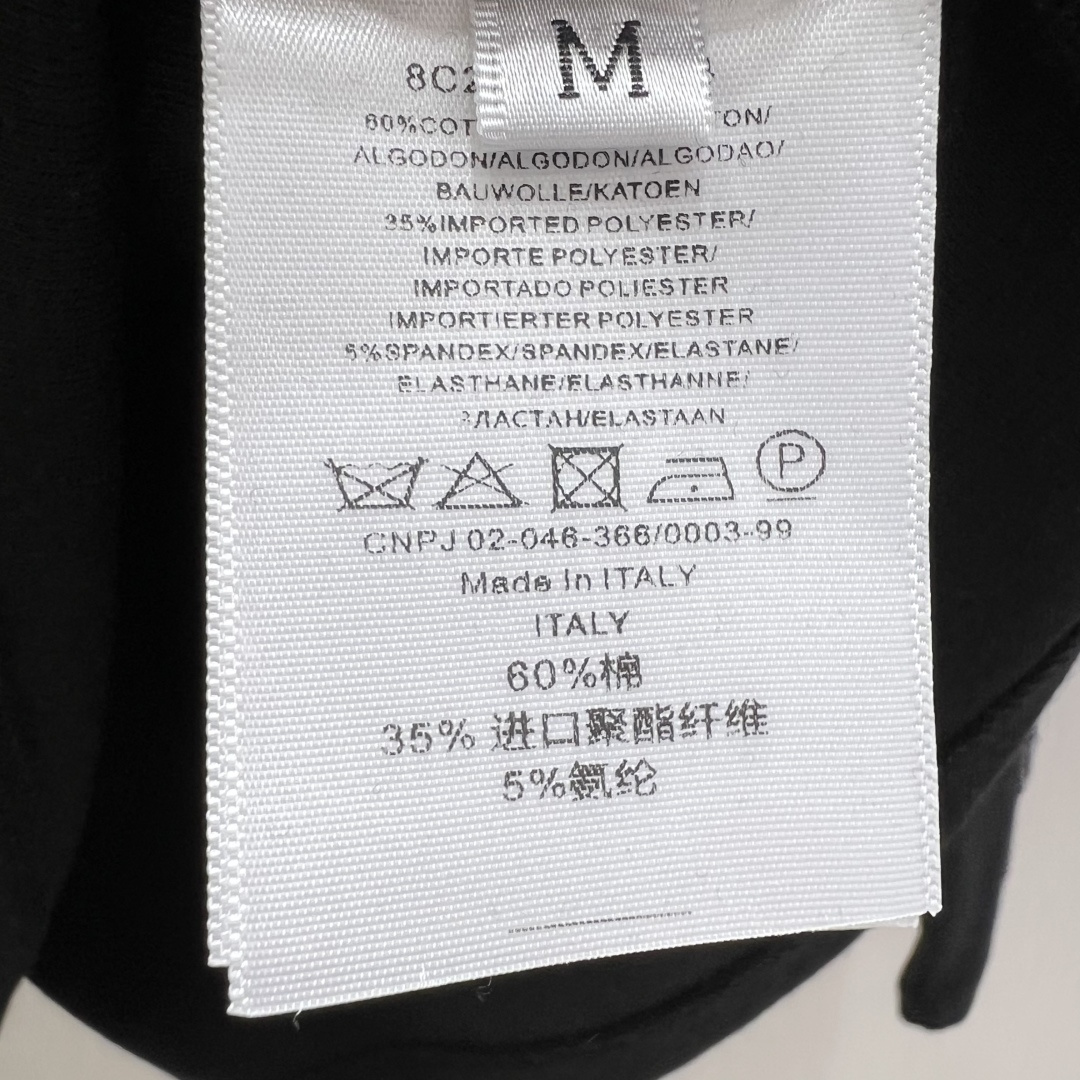 M
8C2
60%COT TON/
ALGODON/ALGODON/ALGODAO/
BAUWOLLE/KATOEN
35%IMPORTED POLYESTER/
IMPORTE POLYESTER/
IMPORTADO POLIESTER
IMPORTIERTER POLYESTER
5%SPANDEX/SPANDEX/ELASTANE/
ELASTHANE/ELASTHANNE/
ЭЛАСТАН/ELASTAAN
P
CNPJ 02-046-366/0003-99
Made In ITALY
ITALY
60%棉
35% 进口聚酯纤维
5%氨纶